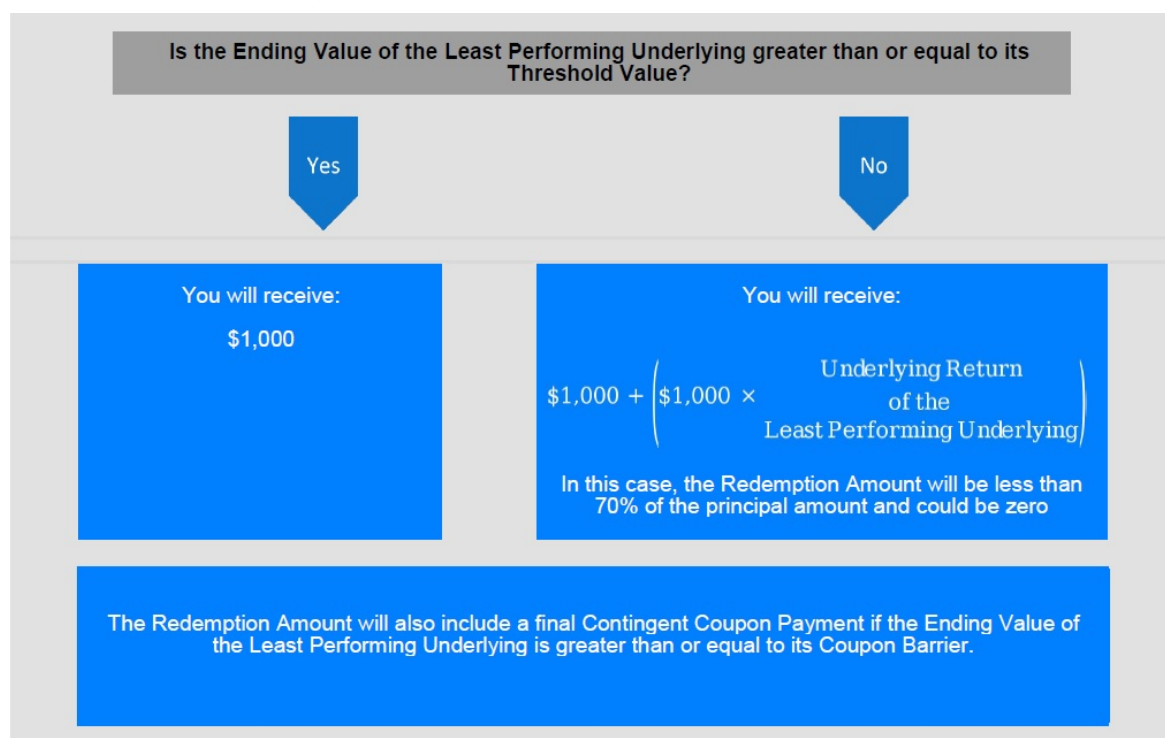 Is the Ending Value of the Least Performing Underlying greater than or equal to its
Threshold Value?
Yes
No
You will receive:
$1,000
You will receive:
$1,000 + ($1,000 × Underlying Return
of the
Least Performing Underlying)
In this case, the Redemption Amount will be less than
70% of the principal amount and could be zero
The Redemption Amount will also include a final Contingent Coupon Payment if the Ending Value of
the Least Performing Underlying is greater than or equal to its Coupon Barrier.